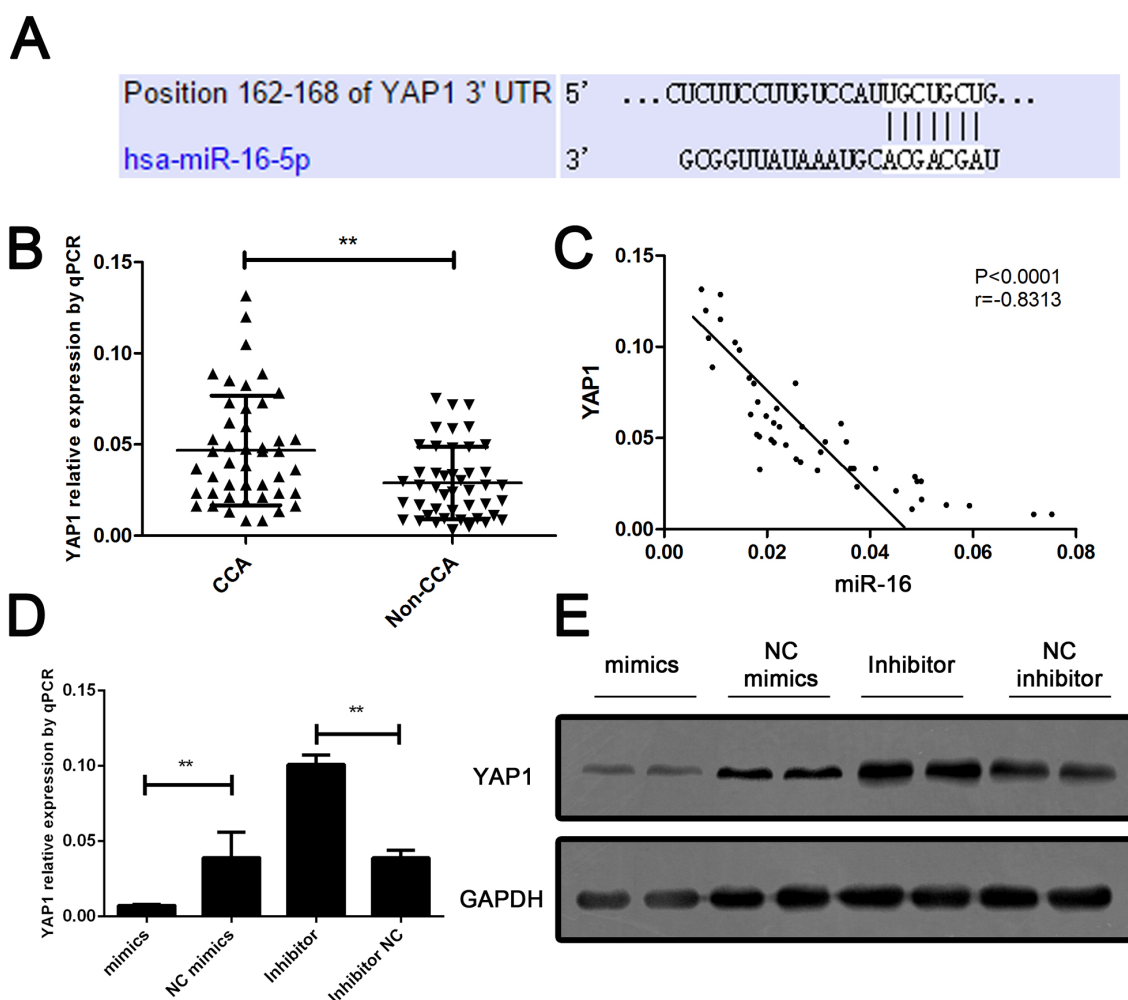 A
Position 162-168 of YAP1 3' UTR 5' ...CUCUUCCUUGUCCAUUGCUGCUG...
hsa-miR-16-5p 3' GCGGUUAUAAAUGCACGACGAU
B
YAP1 relative expression by qPCR
**
0.15
0.10
0.05
0.00
CCA
Non-CCA
C
YAP1
0.15
0.10
0.05
0.00
P<0.0001
r=-0.8313
0.00 0.02 0.04 0.06 0.08
miR-16
D
YAP1 relative expression by qPCR
0.15
0.10
0.05
0.00
**
**
mimics
NC mimics
Inhibitor
Inhibitor NC
E
mimics
NC
mimics
Inhibitor
NC
inhibitor
YAP1
GAPDH